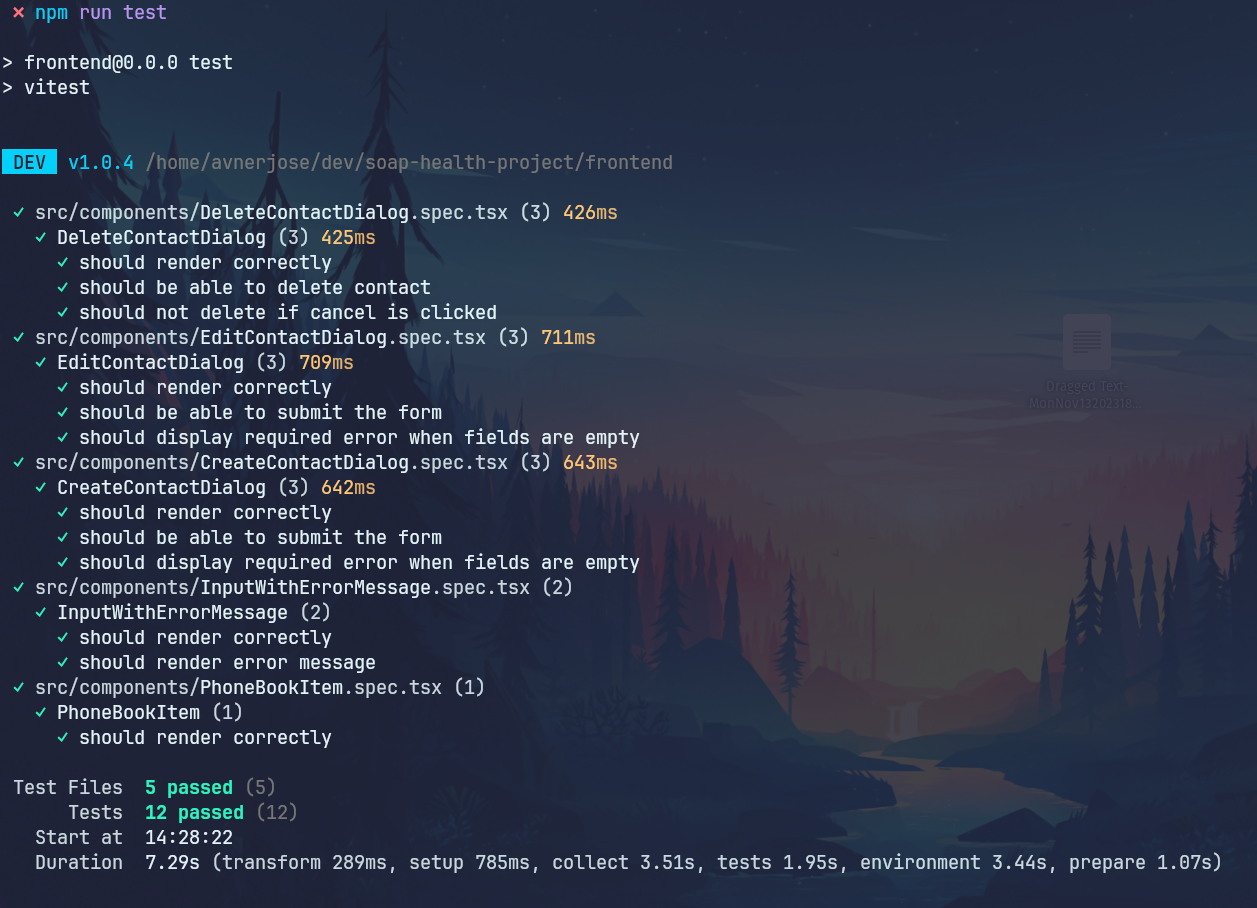 ✗ npm run test
> frontend@0.0.0 test
> vitest
DEV v1.0.4 /home/avnerjose/dev/soap-health-project/frontend
✓ src/components/DeleteContactDialog.spec.tsx (3) 426ms
✓ DeleteContactDialog (3) 425ms
✓ should render correctly
✓ should be able to delete contact
✓ should not delete if cancel is clicked
✓ src/components/EditContactDialog.spec.tsx (3) 711ms
✓ EditContactDialog (3) 709ms
✓ should render correctly
✓ should be able to submit the form
✓ should display required error when fields are empty
✓ src/components/CreateContactDialog.spec.tsx (3) 643ms
✓ CreateContactDialog (3) 642ms
✓ should render correctly
✓ should be able to submit the form
✓ should display required error when fields are empty
✓ src/components/InputWithErrorMessage.spec.tsx (2)
✓ InputWithErrorMessage (2)
✓ should render correctly
✓ should render error message
✓ src/components/PhoneBookItem.spec.tsx (1)
✓ PhoneBookItem (1)
✓ should render correctly
Test Files 5 passed (5)
Tests 12 passed (12)
Start at 14:28:22
Duration 7.29s (transform 289ms, setup 785ms, collect 3.51s, tests 1.95s, environment 3.44s, prepare 1.07s)
Dragged Text-
MonNov13202318...